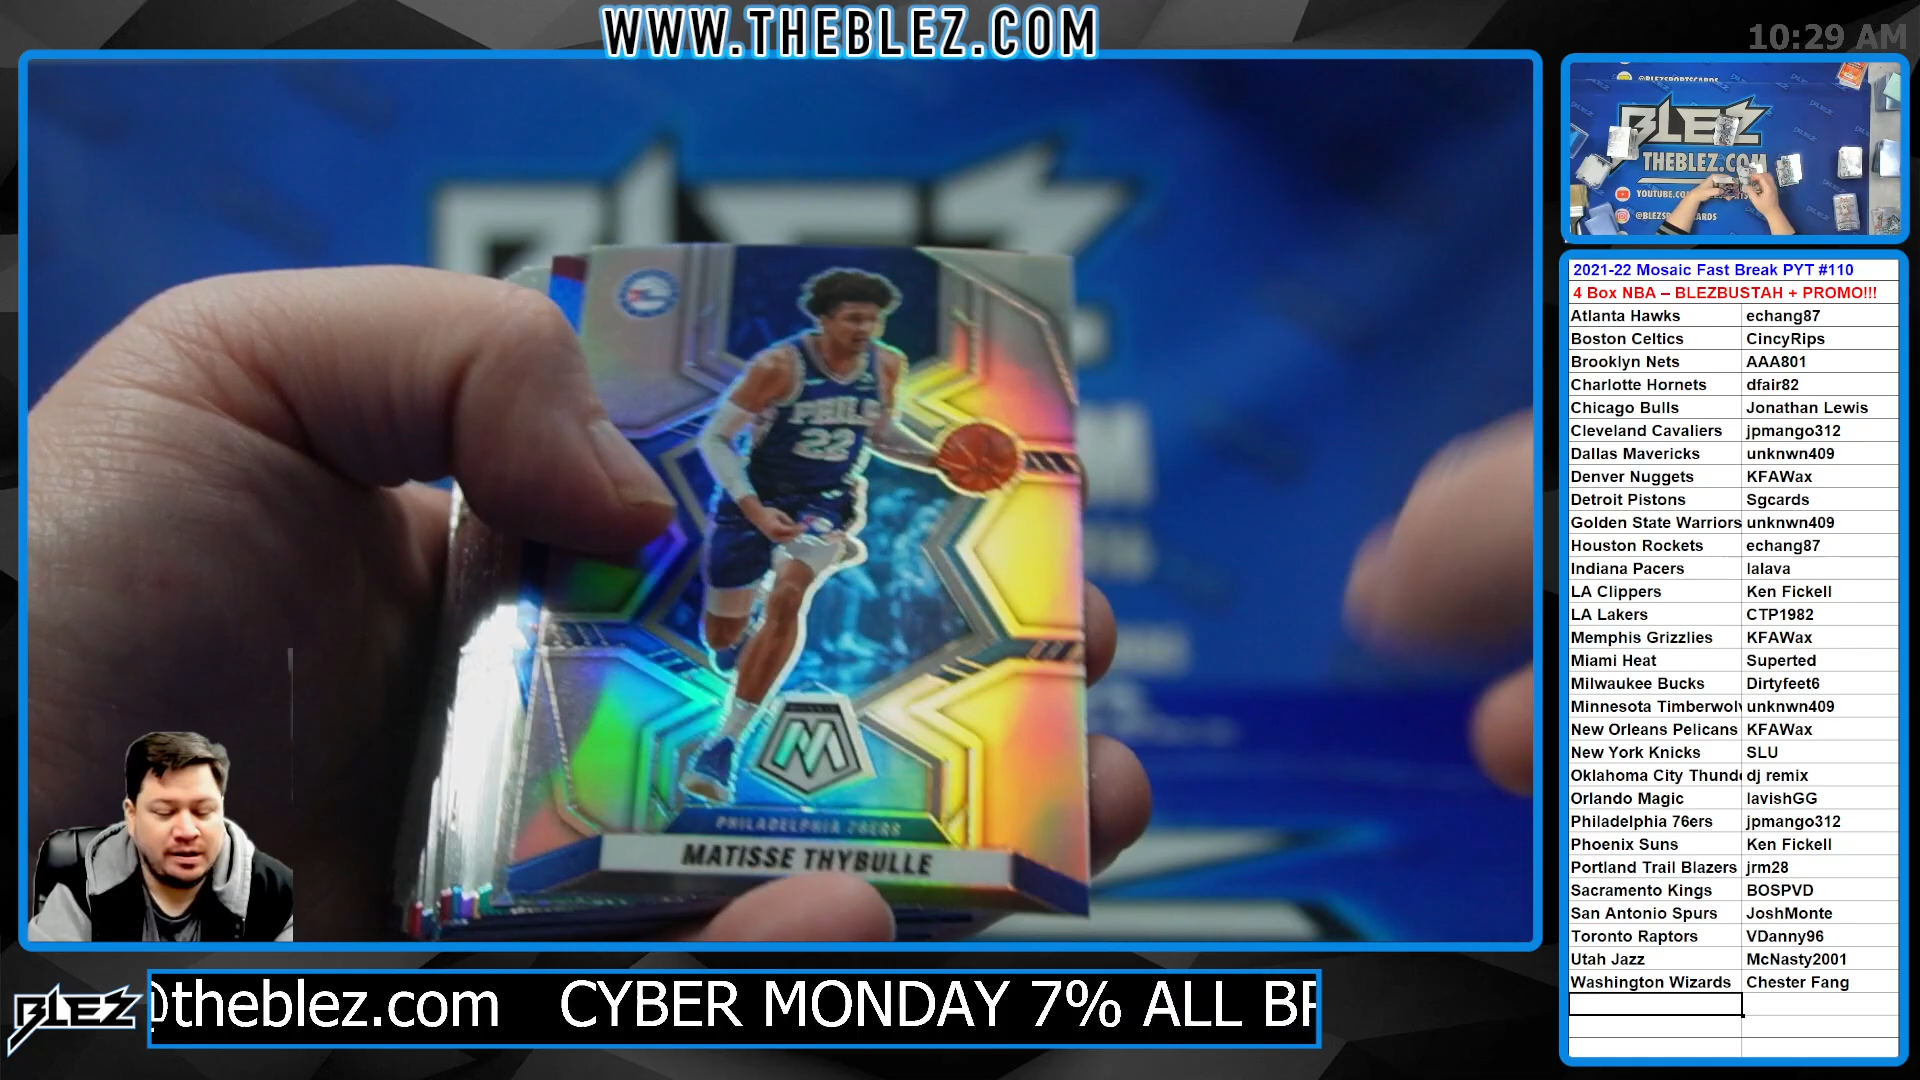 WWW.THEBLEZ.COM
10:29 AM
PHILA
22
PHILADELPHIA 76ERS
MATISSE THYBULLE
@BLEZSPORTSCARDS
BLEZ
THEBLEZ.COM
2021-22 Mosaic Fast Break PYT #110
4 Box NBA – BLEZBUSTAH + PROMO!!!
Atlanta Hawks echang87
Boston Celtics CincyRips
Brooklyn Nets AAA801
Charlotte Hornets dfair82
Chicago Bulls Jonathan Lewis
Cleveland Cavaliers jpmango312
Dallas Mavericks unknwn409
Denver Nuggets KFAWax
Detroit Pistons Sgcards
Golden State Warriors unknwn409
Houston Rockets echang87
Indiana Pacers lalava
LA Clippers Ken Fickell
LA Lakers CTP1982
Memphis Grizzlies KFAWax
Miami Heat Superted
Milwaukee Bucks Dirtyfeet6
Minnesota Timberwolv unknwn409
New Orleans Pelicans KFAWax
New York Knicks SLU
Oklahoma City Thunde dj remix
Orlando Magic lavishGG
Philadelphia 76ers jpmango312
Phoenix Suns Ken Fickell
Portland Trail Blazers jrm28
Sacramento Kings BOSPVD
San Antonio Spurs JoshMonte
Toronto Raptors VDanny96
Utah Jazz McNasty2001
Washington Wizards Chester Fang
BLEZ
@theblez.com CYBER MONDAY 7% ALL BR